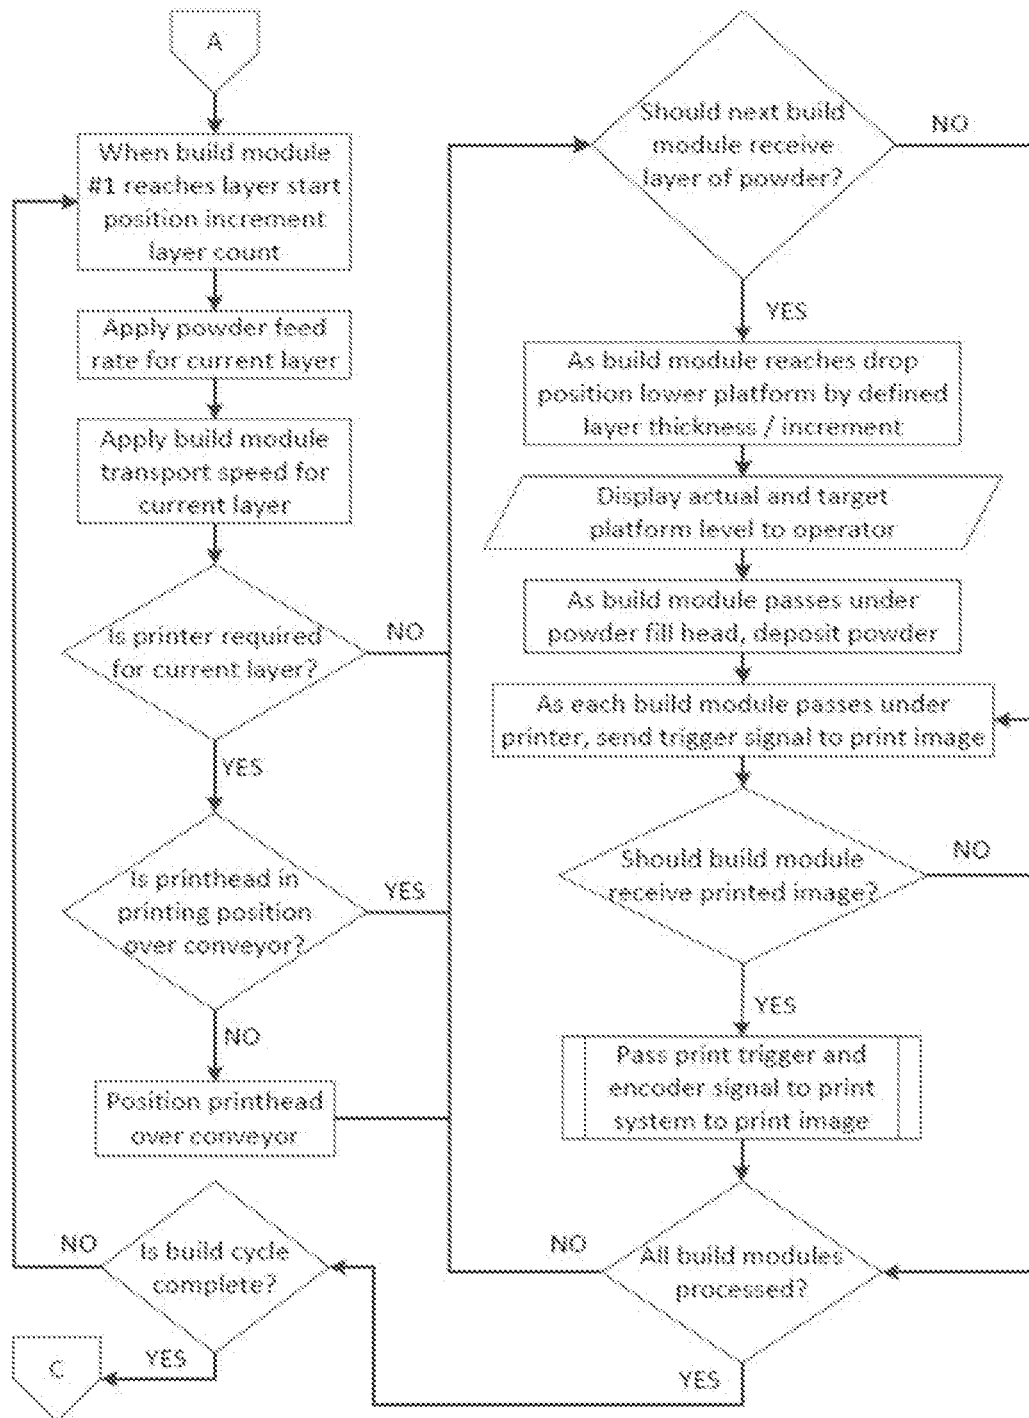 A
When build module
#1 reaches layer start
position increment
layer count
Apply powder feed
rate for current layer
Apply build module
transport speed for
current layer
Is printer required
for current layer?
NO
YES
Is printhead in
printing position
over conveyor?
YES
NO
Position printhead
over conveyor
Is build cycle
complete?
NO
YES
C
Should next build
module receive
layer of powder?
NO
YES
As build module reaches drop
position lower platform by defined
layer thickness / increment
Display actual and target
platform level to operator
As build module passes under
powder fill head, deposit powder
As each build module passes under
printer, send trigger signal to print image
Should build module
receive printed image?
NO
YES
Pass print trigger and
encoder signal to print
system to print image
All build modules
processed?
NO
YES